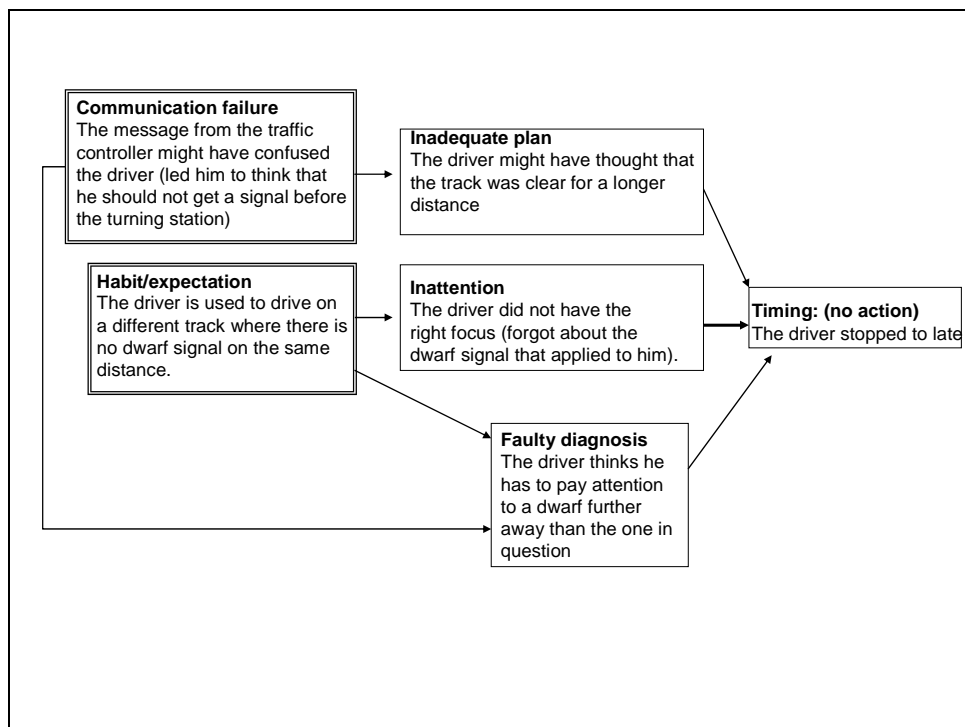 Communication failure
The message from the traffic
controller might have confused
the driver (led him to think that
he should not get a signal before
the turning station)
Inadequate plan
The driver might have thought that
the track was clear for a longer
distance
Habit/expectation
The driver is used to drive on
a different track where there is
no dwarf signal on the same
distance.
Inattention
The driver did not have the
right focus (forgot about the
dwarf signal that applied to him).
Timing: (no action)
The driver stopped to late
Faulty diagnosis
The driver thinks he
has to pay attention
to a dwarf further
away than the one in
question